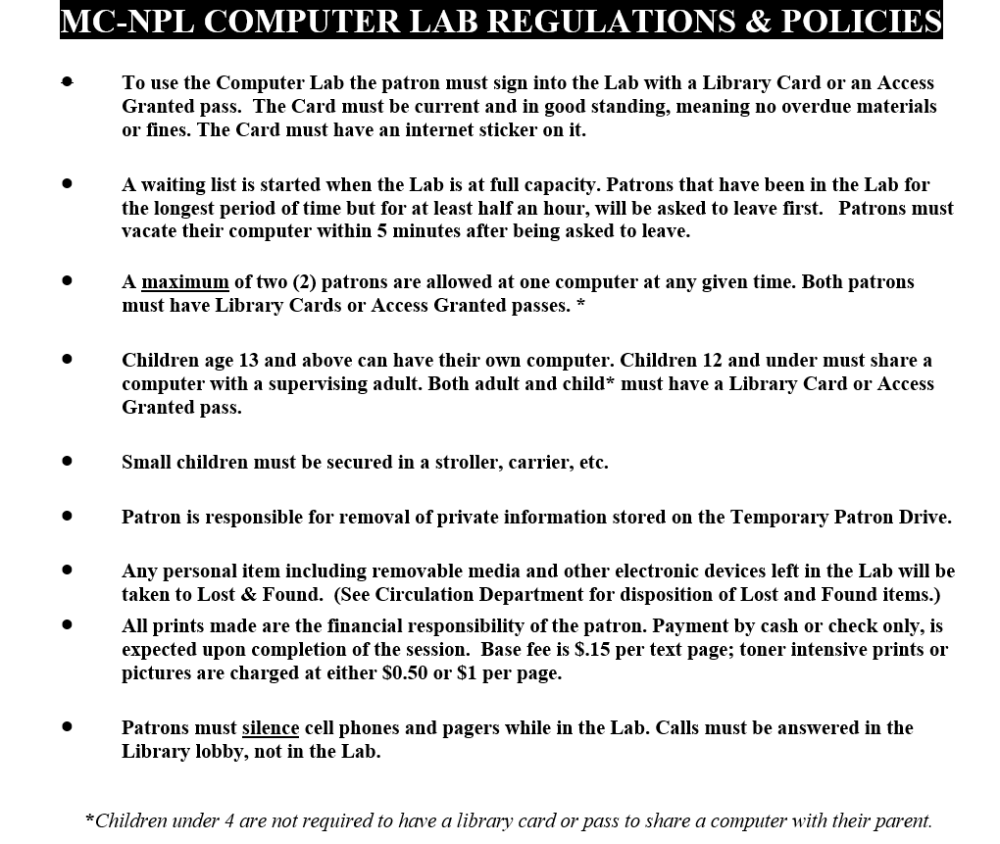 MC-NPL COMPUTER LAB REGULATIONS & POLICIES
● To use the Computer Lab the patron must sign into the Lab with a Library Card or an Access
Granted pass.  The Card must be current and in good standing, meaning no overdue materials
or fines. The Card must have an internet sticker on it.
● A waiting list is started when the Lab is at full capacity. Patrons that have been in the Lab for
the longest period of time but for at least half an hour, will be asked to leave first.   Patrons must
vacate their computer within 5 minutes after being asked to leave.
● A maximum of two (2) patrons are allowed at one computer at any given time. Both patrons
must have Library Cards or Access Granted passes. *
● Children age 13 and above can have their own computer. Children 12 and under must share a
computer with a supervising adult. Both adult and child* must have a Library Card or Access
Granted pass.
● Small children must be secured in a stroller, carrier, etc.
● Patron is responsible for removal of private information stored on the Temporary Patron Drive.
● Any personal item including removable media and other electronic devices left in the Lab will be
taken to Lost & Found.  (See Circulation Department for disposition of Lost and Found items.)
● All prints made are the financial responsibility of the patron. Payment by cash or check only, is
expected upon completion of the session.  Base fee is $.15 per text page; toner intensive prints or
pictures are charged at either $0.50 or $1 per page.
● Patrons must silence cell phones and pagers while in the Lab. Calls must be answered in the
Library lobby, not in the Lab.
*Children under 4 are not required to have a library card or pass to share a computer with their parent.